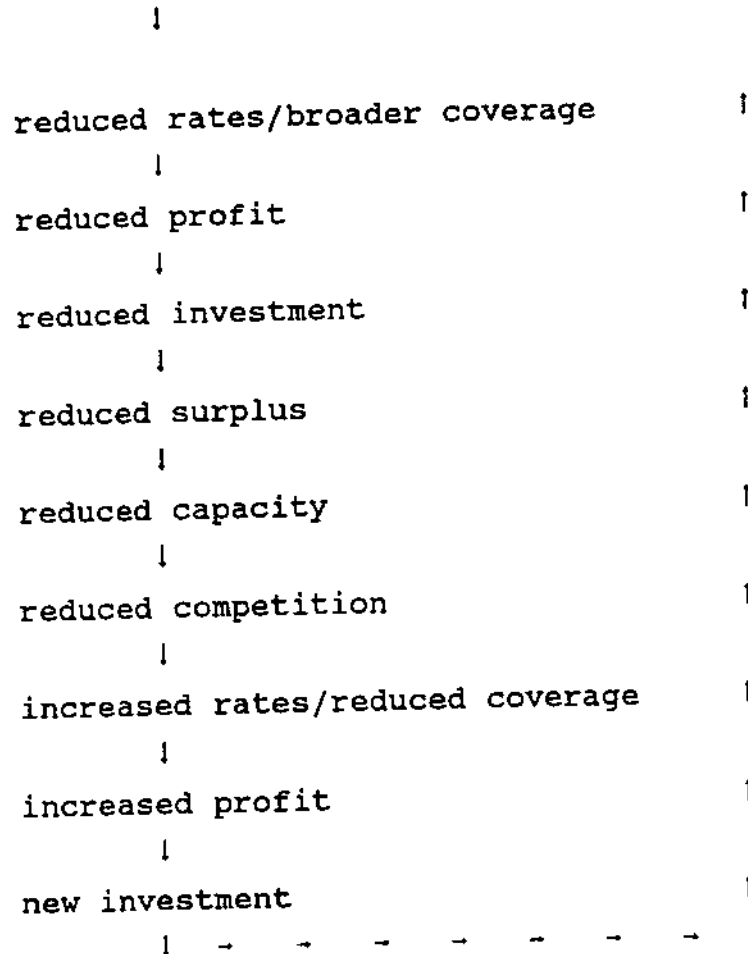 ↓
reduced rates/broader coverage ↑
↓
reduced profit ↑
↓
reduced investment ↑
↓
reduced surplus ↑
↓
reduced capacity ↑
↓
reduced competition ↑
↓
increased rates/reduced coverage ↑
↓
increased profit ↑
↓
new investment ↑
↓ → → → → → → →